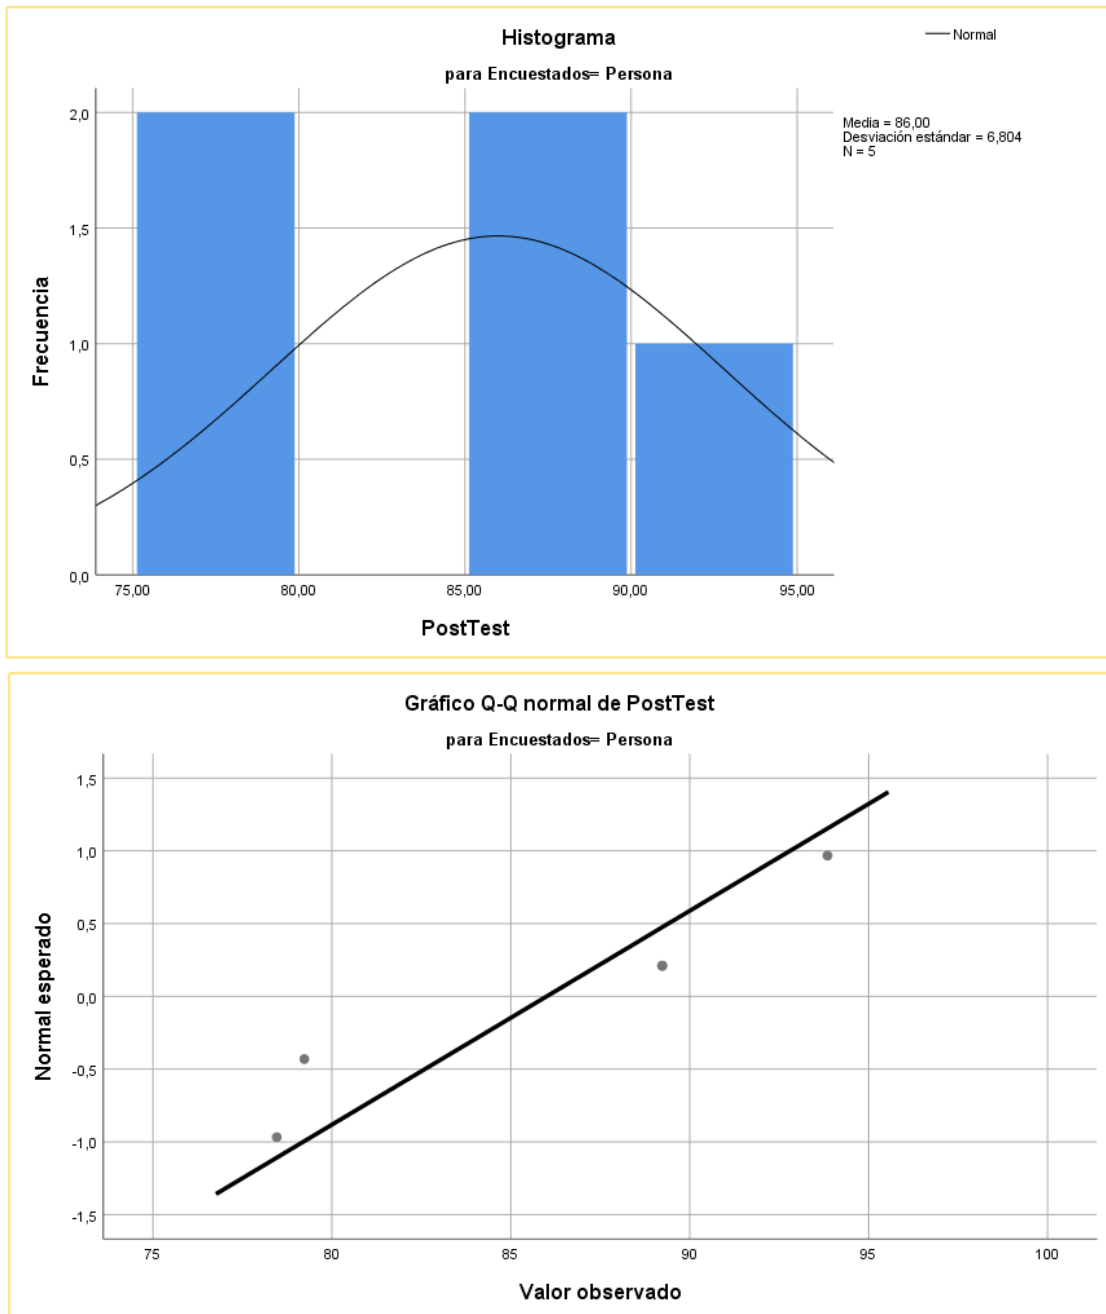 Histograma
para Encuestados= Persona
Normal
Media = 86,00
Desviación estándar = 6,804
N = 5
Frecuencia
2,0
1,5
1,0
0,5
0,0
75,00 80,00 85,00 90,00 95,00
PostTest
Gráfico Q-Q normal de PostTest
para Encuestados= Persona
Normal esperado
1,5
1,0
0,5
0,0
-0,5
-1,0
-1,5
75 80 85 90 95 100
Valor observado